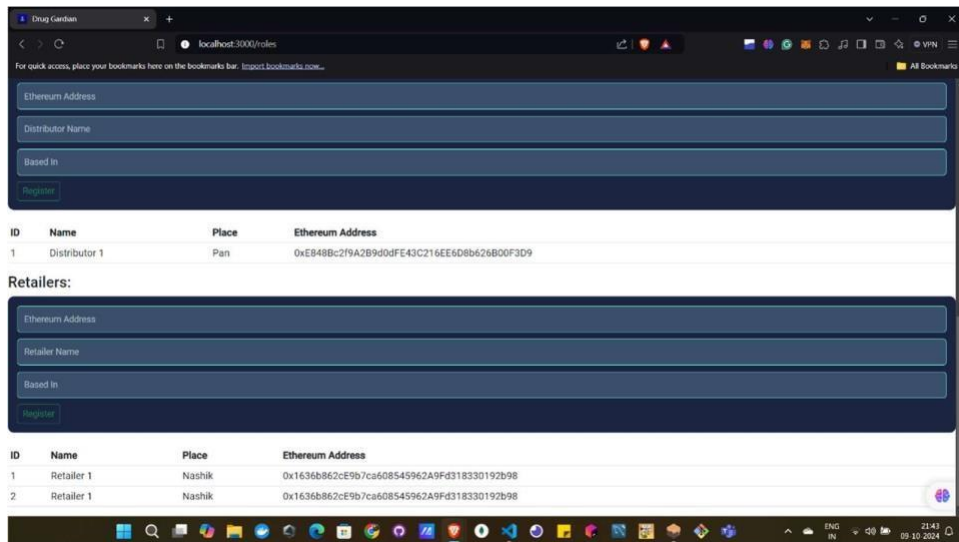 Drug Gardian
localhost:3000/roles
VPN
For quick access, place your bookmarks here on the bookmarks bar. Import bookmarks now...
All Bookmarks
Ethereum Address
Distributor Name
Based In
Register
ID Name Place Ethereum Address
1 Distributor 1 Pan 0xE848Bc2f9A2B9d0dFE43C216EE6D8b626B00F3D9
Retailers:
Ethereum Address
Retailer Name
Based In
Register
ID Name Place Ethereum Address
1 Retailer 1 Nashik 0x1636b862cE9b7ca608545962A9Fd318330192b98
2 Retailer 1 Nashik 0x1636b862cE9b7ca608545962A9Fd318330192b98
ENG 21:43
IN 09-10-2024